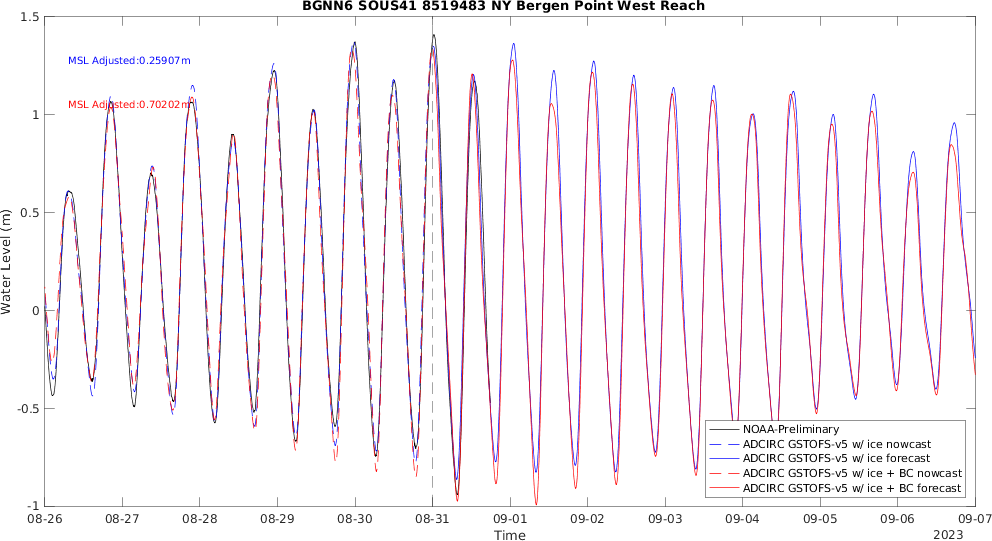 BGNN6 SOUS41 8519483 NY Bergen Point West Reach
1.5
1
0.5
0
-0.5
-1
Water Level (m)
MSL Adjusted:0.25907m
MSL Adjusted:0.70202m
NOAA-Preliminary
ADCIRC GSTOFS-v5 w/ ice nowcast
ADCIRC GSTOFS-v5 w/ ice forecast
ADCIRC GSTOFS-v5 w/ ice + BC nowcast
ADCIRC GSTOFS-v5 w/ ice + BC forecast
08-26 08-27 08-28 08-29 08-30 08-31 09-01 09-02 09-03 09-04 09-05 09-06 09-07
Time
2023